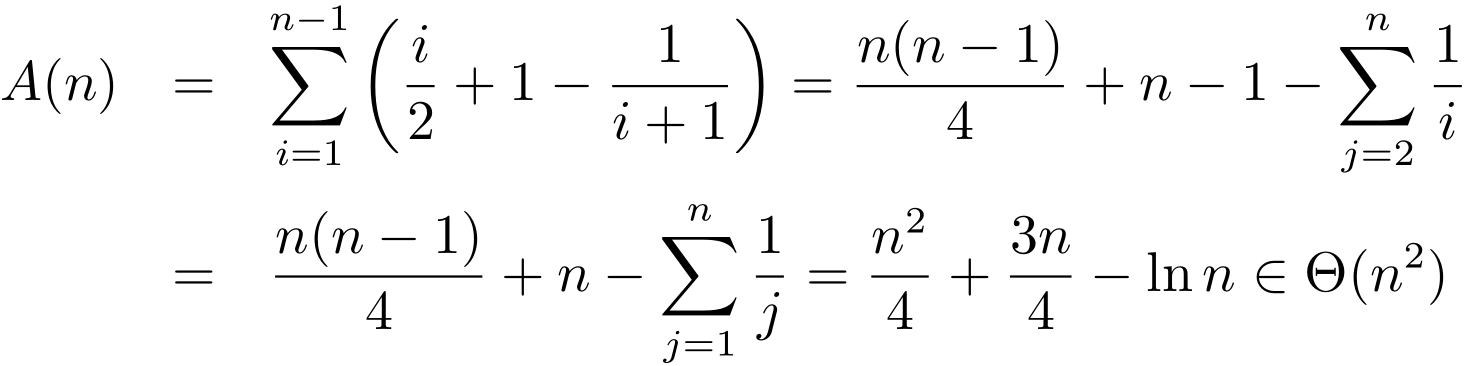 A(n) = \sum_{i=1}^{n-1} \left( \frac{i}{2} + 1 - \frac{1}{i+1} \right) = \frac{n(n-1)}{4} + n - 1 - \sum_{j=2}^{n} \frac{1}{i}
= \frac{n(n-1)}{4} + n - \sum_{j=1}^{n} \frac{1}{j} = \frac{n^2}{4} + \frac{3n}{4} - \ln n \in \Theta(n^2)